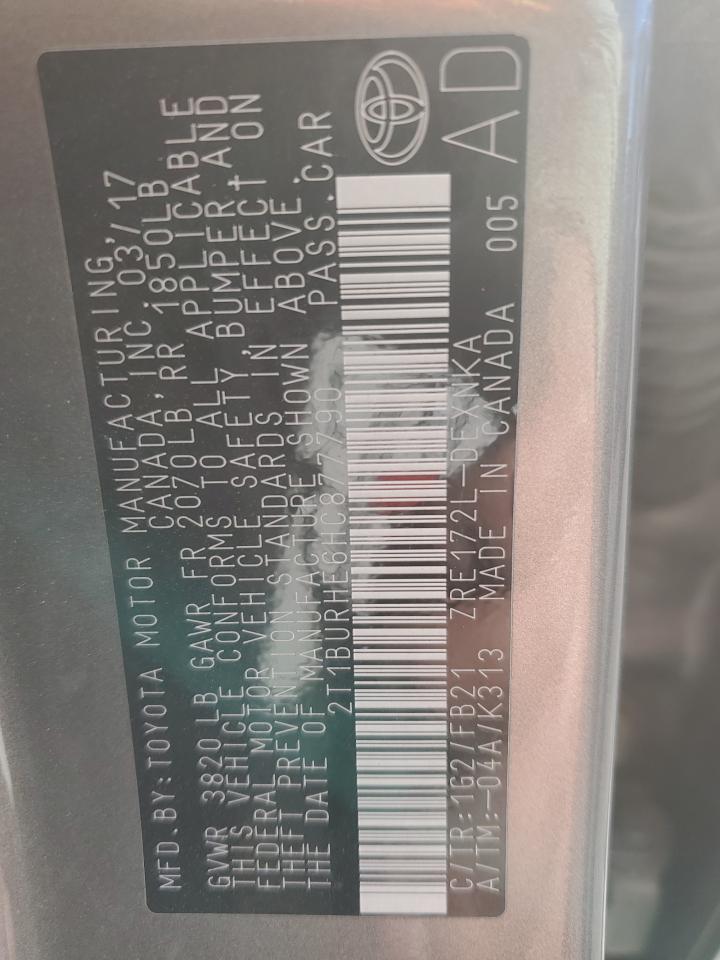 MFD.BY:TOYOTA MOTOR MANUFACTURING,
CANADA, INC 03/17
GVWR 3820LB GAWR FR 2070LB, RR 1850LB
THIS VEHICLE CONFORMS TO ALL APPLICABLE
FEDERAL MOTOR VEHICLE SAFETY, BUMPER AND
THEFT PREVENTION STANDARDS IN EFFECT ON
THE DATE OF MANUFACTURE SHOWN ABOVE.
2T1BURHE6HC877790 PASS.CAR
C/TR:1G2/FB21 ZRE172L-DEXNKA 005
A/TM:-04A/K313 MADE IN CANADA
AD